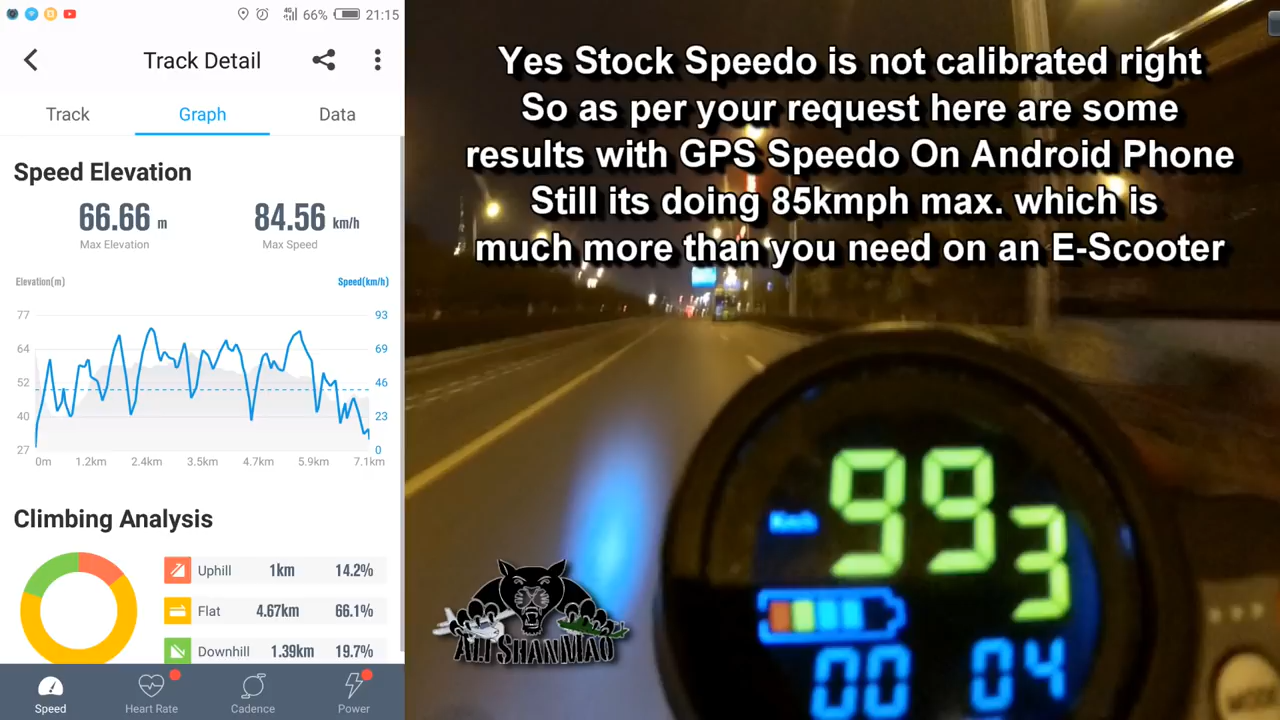 66% 21:15
Track Detail
Track Graph Data
Speed Elevation
66.66 m 84.56 km/h
Max Elevation Max Speed
Elevation(m) Speed(km/h)
77 93
64 69
52 46
40 23
27 0
0m 1.2km 2.4km 3.5km 4.7km 5.9km 7.1km
Climbing Analysis
Uphill 1km 14.2%
Flat 4.67km 66.1%
Downhill 1.39km 19.7%
Speed Heart Rate Cadence Power
Yes Stock Speedo is not calibrated right
So as per your request here are some
results with GPS Speedo On Android Phone
Still its doing 85kmph max. which is
much more than you need on an E-Scooter
Km/h 99 3
00 04
ALISHANMAO